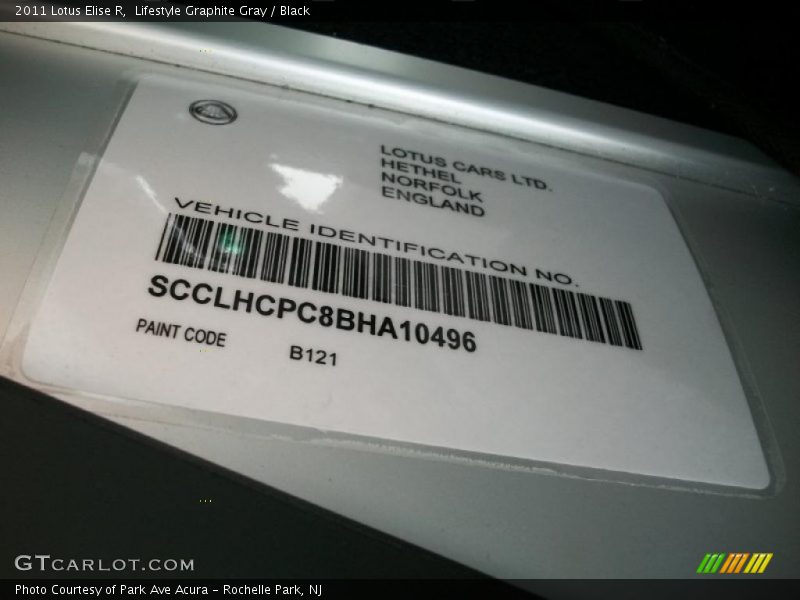 2011 Lotus Elise R,  Lifestyle Graphite Gray / Black
LOTUS CARS LTD.
HETHEL
NORFOLK
ENGLAND
VEHICLE IDENTIFICATION NO.
SCCLHCPC8BHA10496
PAINT CODE
B121
GTCARLOT.COM
Photo Courtesy of Park Ave Acura - Rochelle Park, NJ